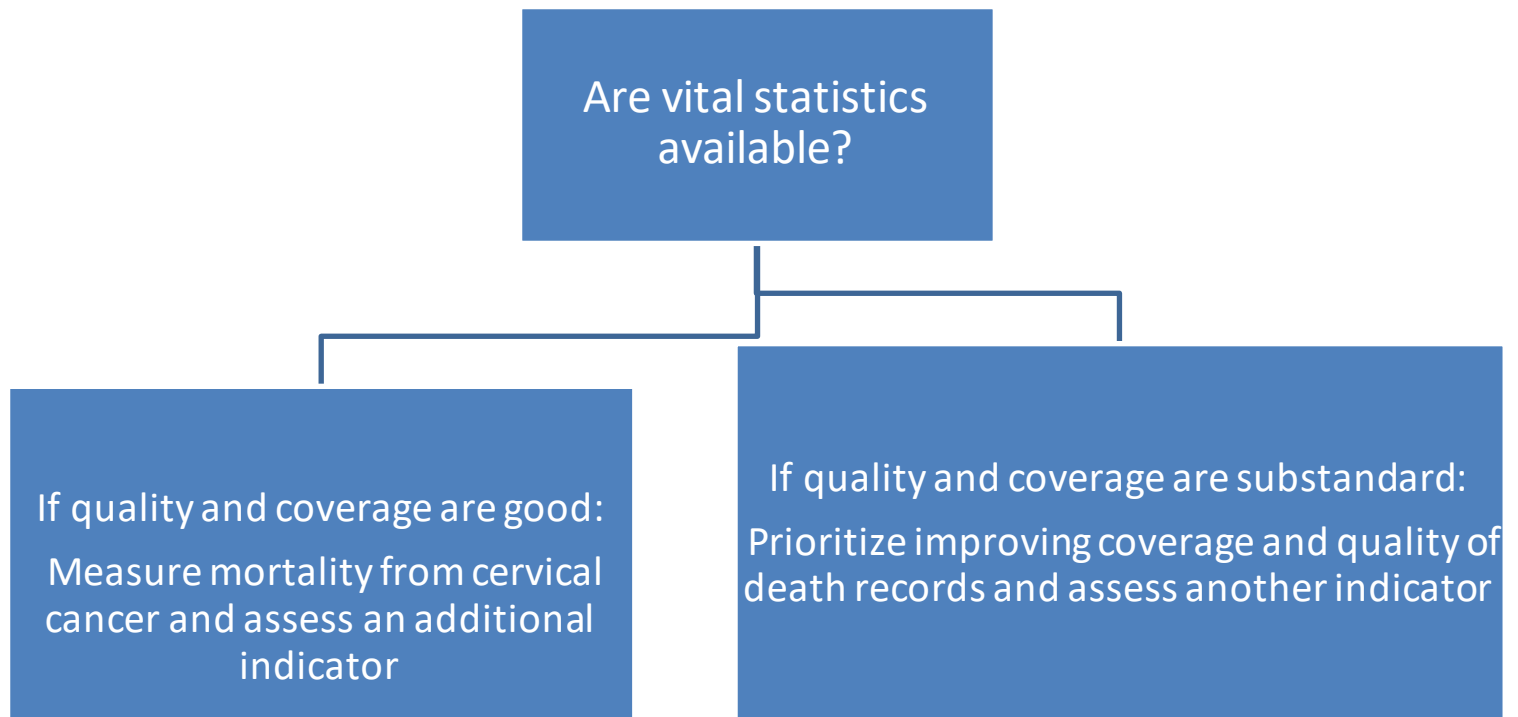 Are vital statistics
available?
If quality and coverage are good:
Measure mortality from cervical
cancer and assess an additional
indicator
If quality and coverage are substandard:
Prioritize improving coverage and quality of
death records and assess another indicator